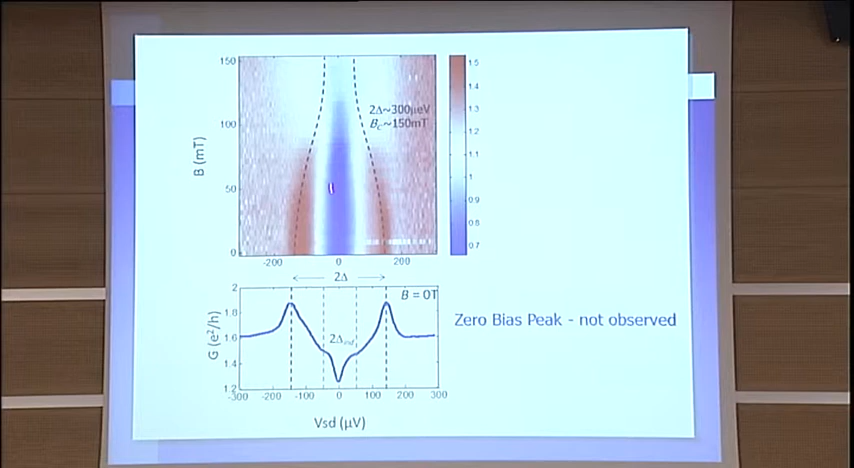 150
100
50
0
B (mT)
2Δ~300μeV
B_c~150mT
-200 0 200
1.5
1.4
1.3
1.2
1.1
1
0.9
0.8
0.7
2Δ
B = 0T
2
1.8
1.6
1.4
1.2
G (e²/h)
2Δ_ind
-300 -200 -100 0 100 200 300
Vsd (μV)
Zero Bias Peak - not observed